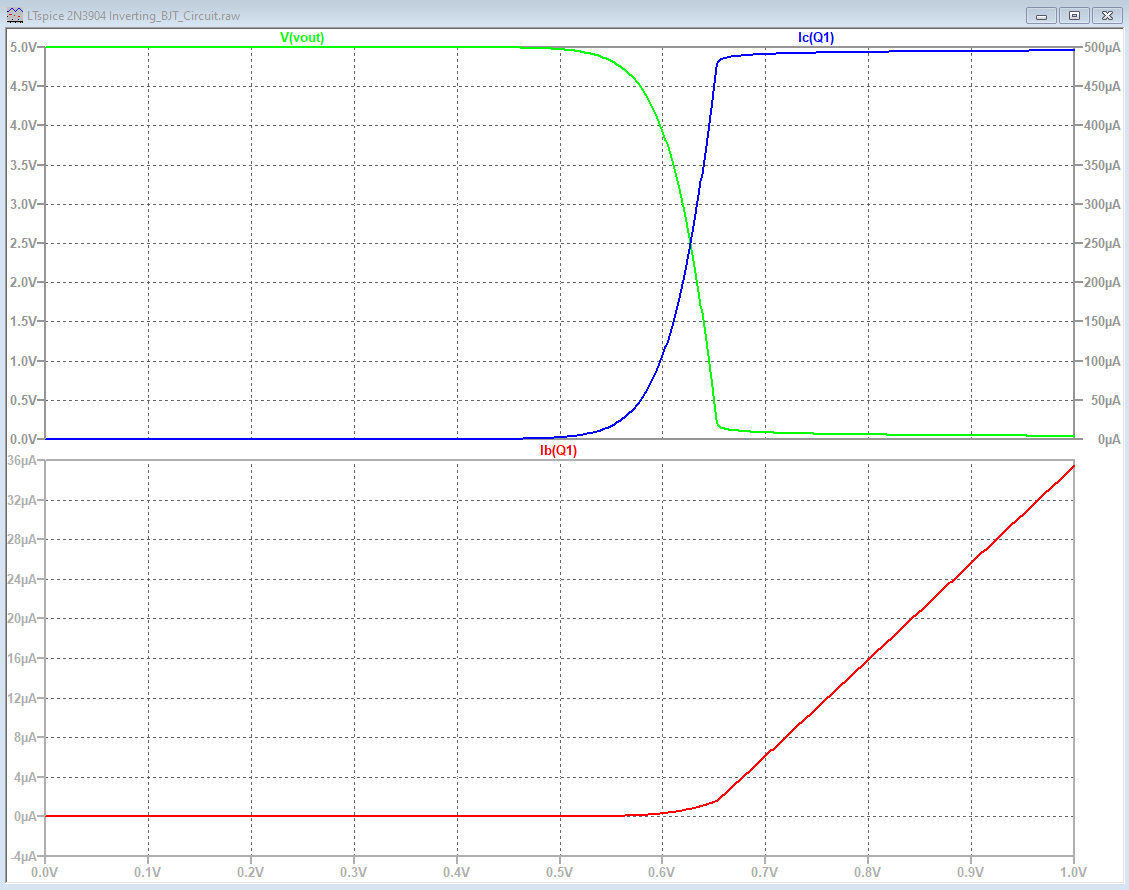 LTspice 2N3904 Inverting_BJT_Circuit.raw
V(vout) Ic(Q1)
5.0V 500µA
4.5V 450µA
4.0V 400µA
3.5V 350µA
3.0V 300µA
2.5V 250µA
2.0V 200µA
1.5V 150µA
1.0V 100µA
0.5V 50µA
0.0V 0µA
Ib(Q1)
36µA
32µA
28µA
24µA
20µA
16µA
12µA
8µA
4µA
0µA
-4µA
0.0V 0.1V 0.2V 0.3V 0.4V 0.5V 0.6V 0.7V 0.8V 0.9V 1.0V